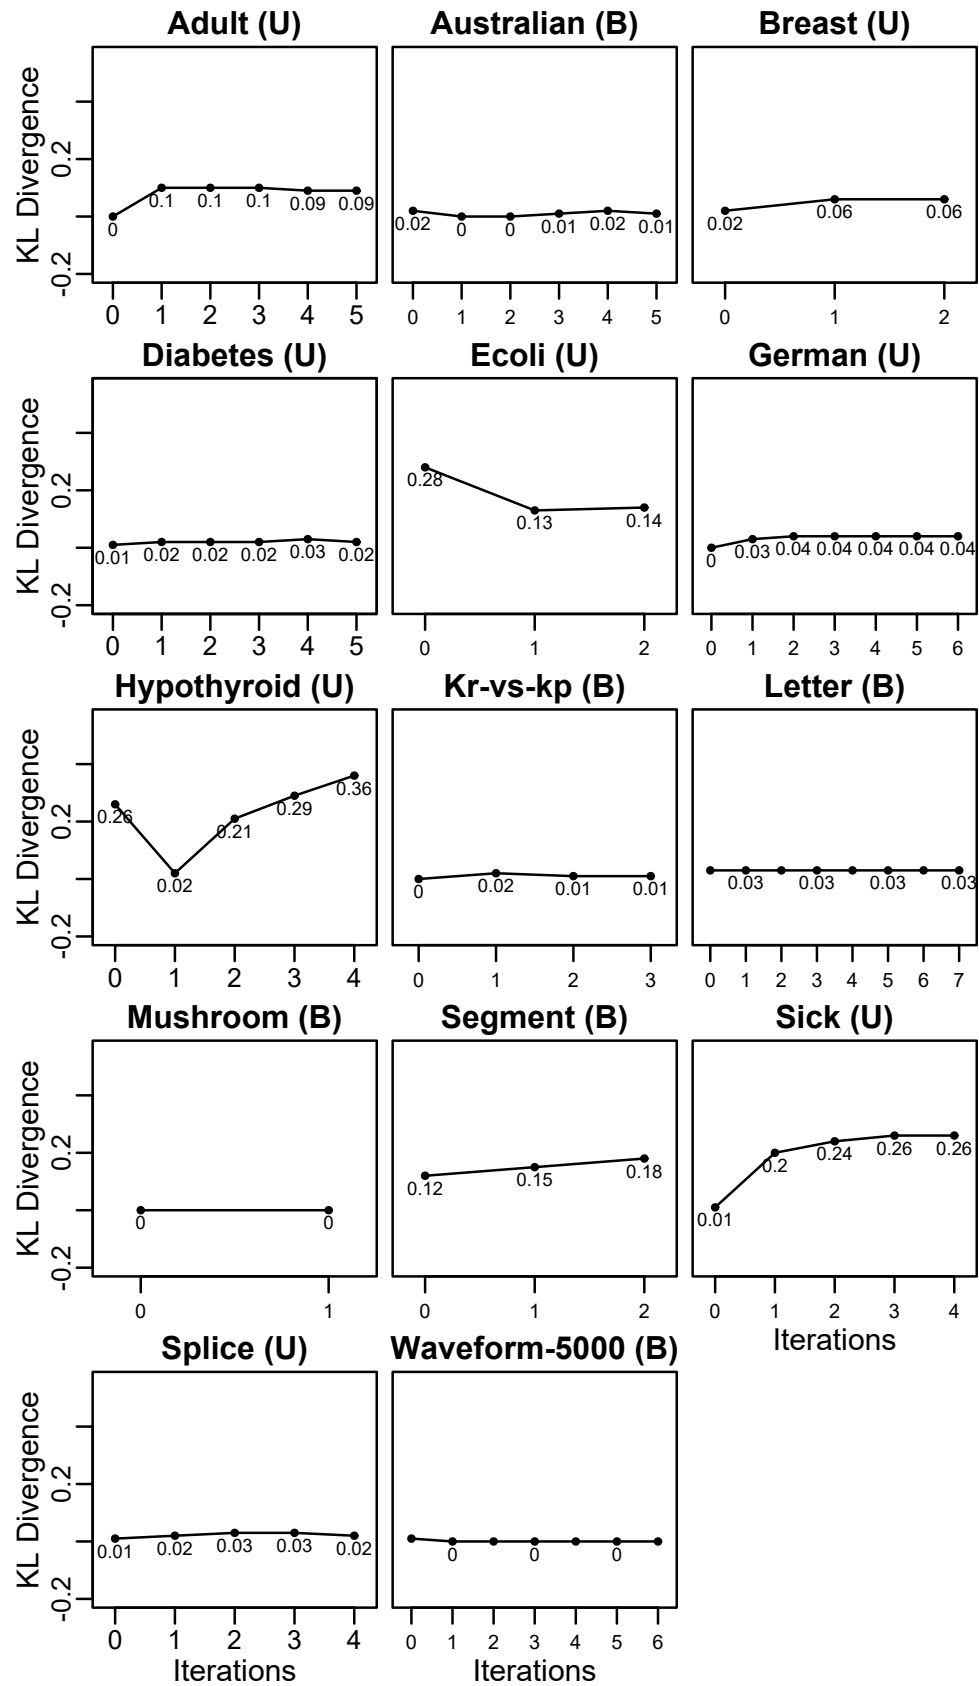 Adult (U) Australian (B) Breast (U)
KL Divergence
0.2
-0.2
0 0.1 0.1 0.1 0.09 0.09
0.02 0 0 0.01 0.02 0.01
0.02 0.06 0.06
0 1 2 3 4 5 0 1 2 3 4 5 0 1 2
Diabetes (U) Ecoli (U) German (U)
KL Divergence
0.2
-0.2
0.01 0.02 0.02 0.02 0.03 0.02
0.28 0.13 0.14
0 0.03 0.04 0.04 0.04 0.04 0.04
0 1 2 3 4 5 0 1 2 0 1 2 3 4 5 6
Hypothyroid (U) Kr-vs-kp (B) Letter (B)
KL Divergence
0.2
-0.2
0.26 0.02 0.21 0.29 0.36
0 0.02 0.01 0.01
0.03 0.03 0.03 0.03
0 1 2 3 4 0 1 2 3 0 1 2 3 4 5 6 7
Mushroom (B) Segment (B) Sick (U)
KL Divergence
0.2
-0.2
0 0
0.12 0.15 0.18
0.01 0.2 0.24 0.26 0.26
0 1 0 1 2 0 1 2 3 4
Iterations
Splice (U) Waveform-5000 (B)
KL Divergence
0.2
-0.2
0.01 0.02 0.03 0.03 0.02
0 0 0
0 1 2 3 4 0 1 2 3 4 5 6
Iterations Iterations